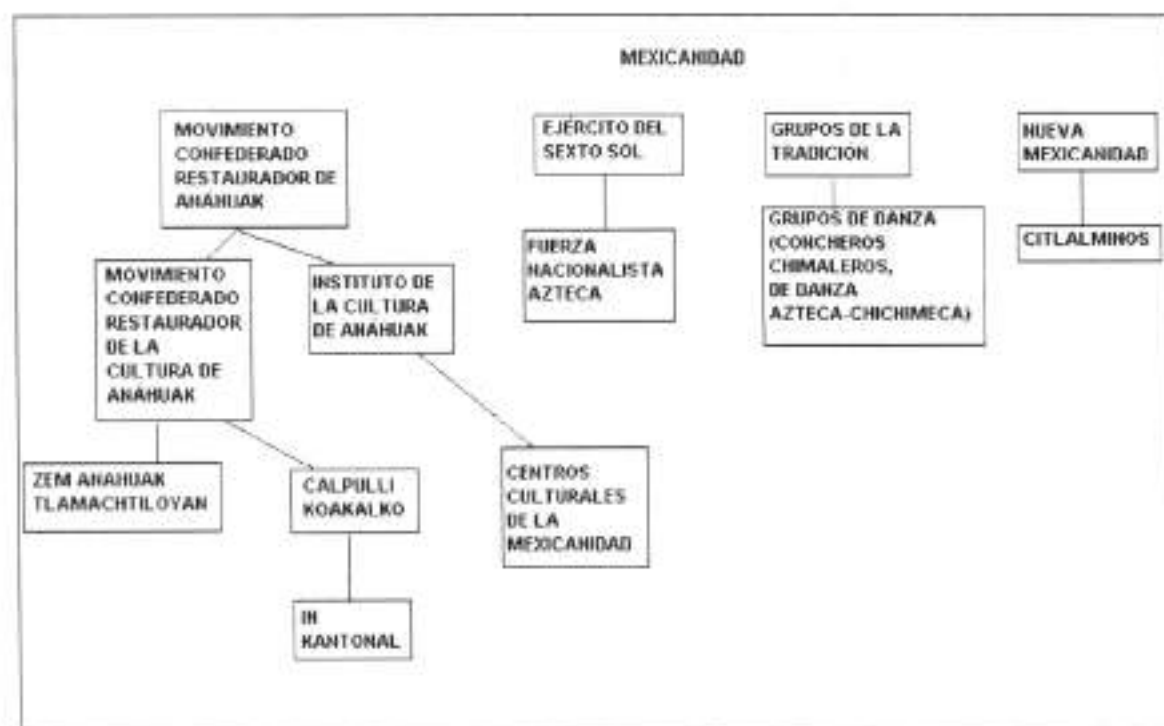 MEXICANIDAD
MOVIMIENTO
CONFEDERADO
RESTAURADOR DE
ANÁHUAK
EJÉRCITO DEL
SEXTO SOL
GRUPOS DE LA
TRADICION
NUEVA
MEXICANIDAD
MOVIMIENTO
CONFEDERADO
RESTAURADOR
DE LA
CULTURA DE
ANÁHUAK
INSTITUTO DE
LA CULTURA
DE ANÁHUAK
FUERZA
NACIONALISTA
AZTECA
GRUPOS DE DANZA
(CONCHEROS
CHIMALEROS,
DE DANZA
AZTECA-CHICHIMECA)
CITLALMINOS
ZEM ANAHUAK
TLAMACHTILOYAN
CALPULLI
KOAKALKO
CENTROS
CULTURALES
DE LA
MEXICANIDAD
IN
KANTONAL